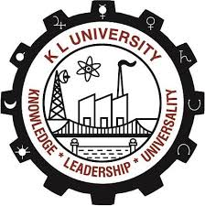 K L UNIVERSITY
KNOWLEDGE * LEADERSHIP * UNIVERSALITY